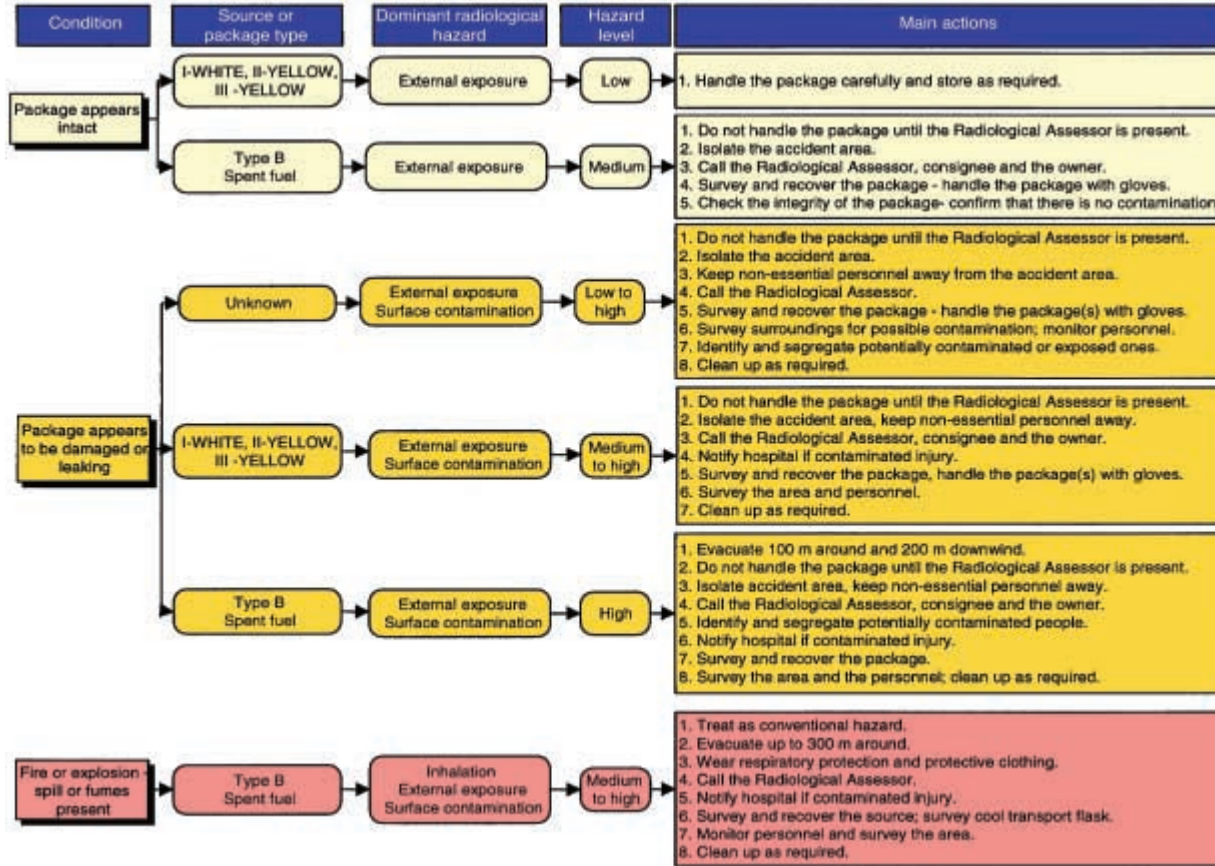 Condition
Source or
package type
Dominant radiological
hazard
Hazard
level
Main actions
Package appears
intact
I-WHITE, II-YELLOW,
III -YELLOW
External exposure
Low
1. Handle the package carefully and store as required.
Type B
Spent fuel
External exposure
Medium
1. Do not handle the package until the Radiological Assessor is present.
2. Isolate the accident area.
3. Call the Radiological Assessor, consignee and the owner.
4. Survey and recover the package - handle the package with gloves.
5. Check the integrity of the package- confirm that there is no contamination
Package appears
to be damaged or
leaking
Unknown
External exposure
Surface contamination
Low to
high
1. Do not handle the package until the Radiological Assessor is present.
2. Isolate the accident area.
3. Keep non-essential personnel away from the accident area.
4. Call the Radiological Assessor.
5. Survey and recover the package - handle the package(s) with gloves.
6. Survey surroundings for possible contamination; monitor personnel.
7. Identify and segregate potentially contaminated or exposed ones.
8. Clean up as required.
I-WHITE, II-YELLOW,
III -YELLOW
External exposure
Surface contamination
Medium
to high
1. Do not handle the package until the Radiological Assessor is present.
2. Isolate the accident area, keep non-essential personnel away.
3. Call the Radiological Assessor, consignee and the owner.
4. Notify hospital if contaminated injury.
5. Survey and recover the package, handle the package(s) with gloves.
6. Survey the area and personnel.
7. Clean up as required.
Type B
Spent fuel
External exposure
Surface contamination
High
1. Evacuate 100 m around and 200 m downwind.
2. Do not handle the package until the Radiological Assessor is present.
3. Isolate accident area, keep non-essential personnel away.
4. Call the Radiological Assessor, consignee and the owner.
5. Identify and segregate potentially contaminated people.
6. Notify hospital if contaminated injury.
7. Survey and recover the package.
8. Survey the area and the personnel; clean up as required.
Fire or explosion -
spill or fumes
present
Type B
Spent fuel
Inhalation
External exposure
Surface contamination
Medium
to high
1. Treat as conventional hazard.
2. Evacuate up to 300 m around.
3. Wear respiratory protection and protective clothing.
4. Call the Radiological Assessor.
5. Notify hospital if contaminated injury.
6. Survey and recover the source; survey cool transport flask.
7. Monitor personnel and survey the area.
8. Clean up as required.